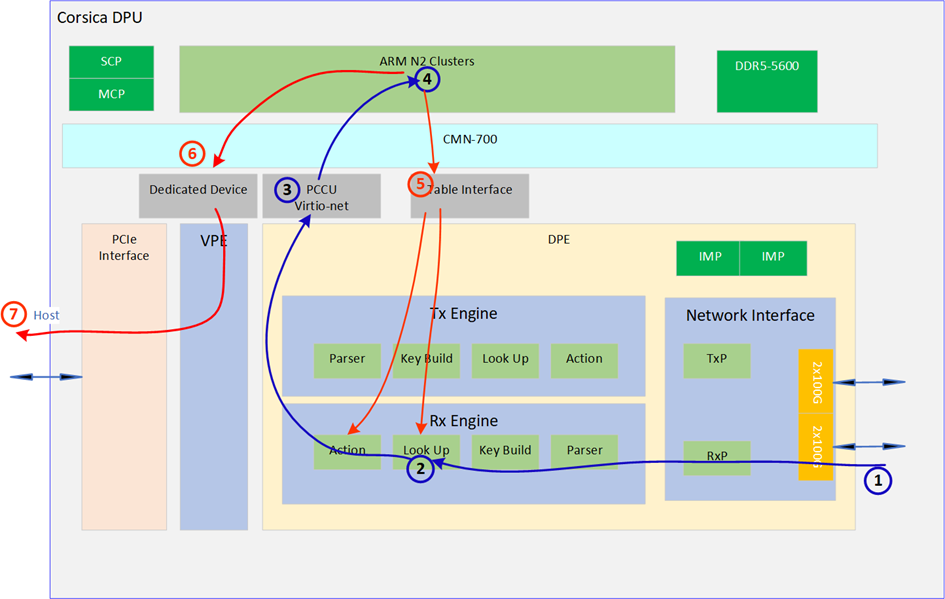 Corsica DPU
SCP
MCP
ARM N2 Clusters
4
DDR5-5600
CMN-700
6
Dedicated Device
3
PCCU
Virtio-net
5
Table Interface
PCIe
Interface
VPE
DPE
IMP
IMP
7
Host
Tx Engine
Parser
Key Build
Look Up
Action
Network Interface
TxP
2x100G
Rx Engine
Action
Look Up
Key Build
Parser
2
RxP
2x100G
1